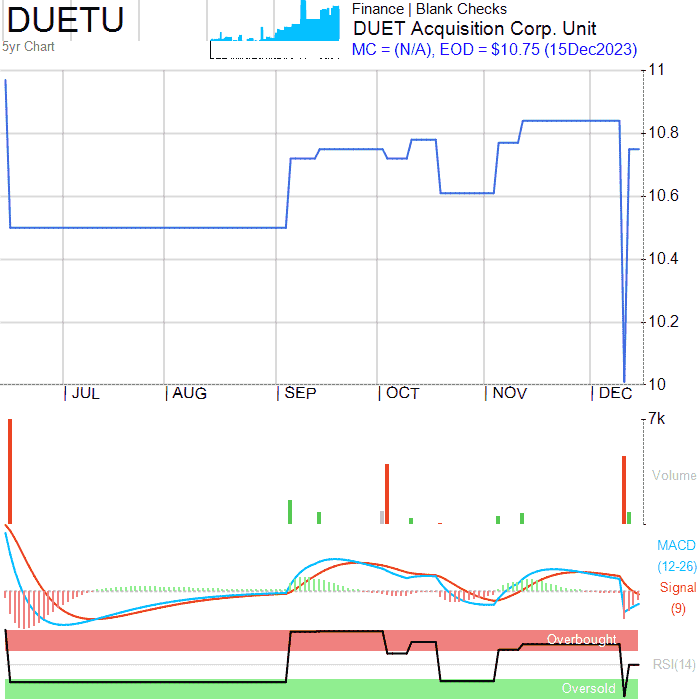 DUETU
5yr Chart
Finance | Blank Checks
DUET Acquisition Corp. Unit
MC = (N/A), EOD = $10.75 (15Dec2023)
11
10.8
10.6
10.4
10.2
10
JUL AUG SEP OCT NOV DEC
7k
Volume
MACD
(12-26)
Signal
(9)
Overbought
RSI(14)
Oversold